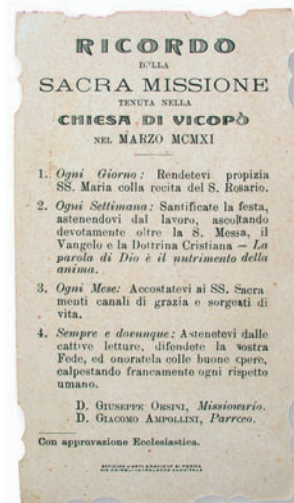 RICORDO
DELLA
SACRA MISSIONE
TENUTA NELLA
CHIESA DI VICOPÒ
NEL MARZO MCMXI
1. Ogni Giorno: Rendetevi propizia
SS. Maria colla recita del S. Rosario.
2. Ogni Settimana: Santificate la festa,
astenendovi dal lavoro, ascoltando
devotamente oltre la S. Messa, il
Vangelo e la Dottrina Cristiana — La
parola di Dio è il nutrimento della
anima.
3. Ogni Mese: Accostatevi ai SS. Sacra
menti canali di grazia e sorgenti di
vita.
4. Sempre e dovunque: Astenetevi dalle
cattive letture, difendete la vostra
Fede, ed onoratela colle buone opere,
calpestando francamente ogni rispetto
umano.
D. GIUSEPPE ORSINI, Missionario.
D. GIACOMO AMPOLLINI, Parroco.
Con approvazione Ecclesiastica.